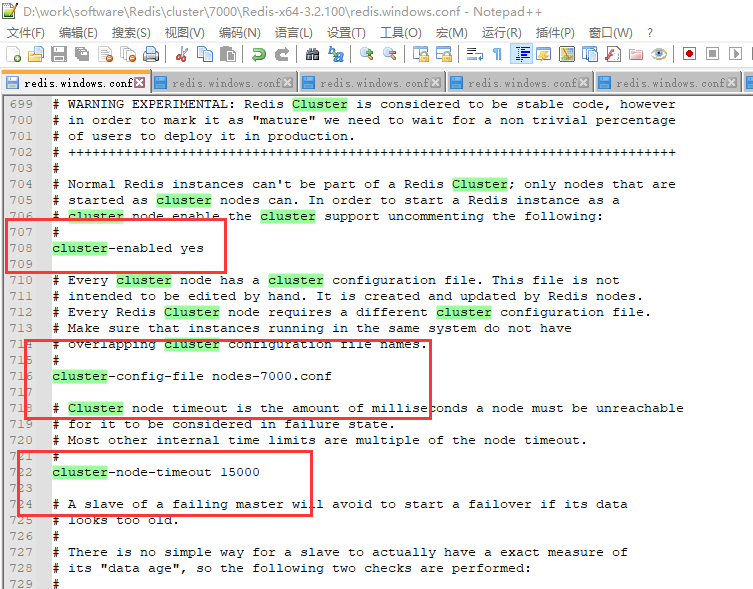 D:\work\software\Redis\cluster\7000\Redis-x64-3.2.100\redis.windows.conf - Notepad++
文件(F) 编辑(E) 搜索(S) 视图(V) 编码(N) 语言(L) 设置(T) 工具(O) 宏(M) 运行(R) 插件(P) 窗口(W) ?
redis.windows.conf redis.windows.conf redis.windows.conf redis.windows.conf redis.windows.conf
699 # WARNING EXPERIMENTAL: Redis Cluster is considered to be stable code, however
700 # in order to mark it as "mature" we need to wait for a non trivial percentage
701 # of users to deploy it in production.
702 # ++++++++++++++++++++++++++++++++++++++++++++++++++++++++++++++++++++++++++++
703 #
704 # Normal Redis instances can't be part of a Redis Cluster; only nodes that are
705 # started as cluster nodes can. In order to start a Redis instance as a
706 # cluster node enable the cluster support uncommenting the following:
707 #
708 cluster-enabled yes
709
710 # Every cluster node has a cluster configuration file. This file is not
711 # intended to be edited by hand. It is created and updated by Redis nodes.
712 # Every Redis Cluster node requires a different cluster configuration file.
713 # Make sure that instances running in the same system do not have
714 # overlapping cluster configuration file names.
715 #
716 cluster-config-file nodes-7000.conf
717
718 # Cluster node timeout is the amount of milliseconds a node must be unreachable
719 # for it to be considered in failure state.
720 # Most other internal time limits are multiple of the node timeout.
721 #
722 cluster-node-timeout 15000
723
724 # A slave of a failing master will avoid to start a failover if its data
725 # looks too old.
726 #
727 # There is no simple way for a slave to actually have a exact measure of
728 # its "data age", so the following two checks are performed:
729 #